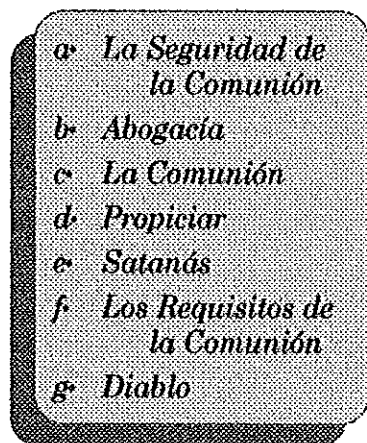 a· La Seguridad de
la Comunión
b· Abogacía
c· La Comunión
d· Propiciar
e· Satanás
f· Los Requisitos de
la Comunión
g· Diablo